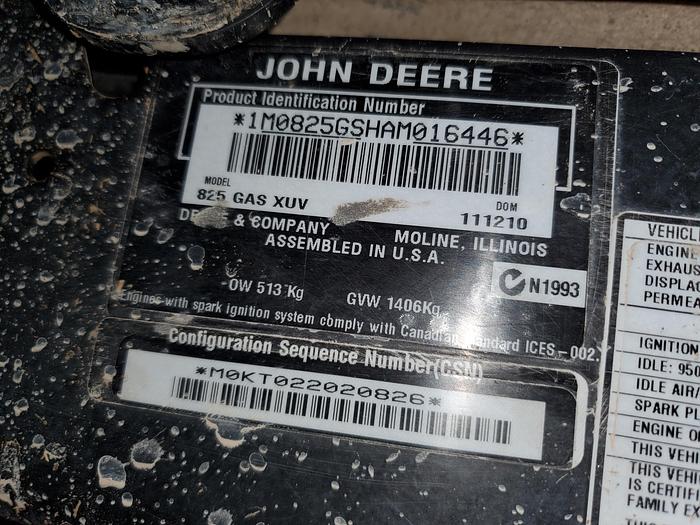 JOHN DEERE
Product Identification Number
*1M0825GSHAM016446*
MODEL
825 GAS XUV
DOM
111210
& COMPANY
MOLINE, ILLINOIS
ASSEMBLED IN U.S.A.
N1993
OW 513 Kg
GVW 1406Kg
Engines with spark ignition system comply with Canadian Standard ICES-002.
Configuration Sequence Number(CSN)
*M0KT022020826*
VEHICL
ENGINE
EXHAU
DISPLAC
PERMEA
IGNITION
IDLE: 950
IDLE AIR
SPARK PL
ENGINE O
THIS VEHI
THIS VEHI
IS CERTIF
FAMILY EX